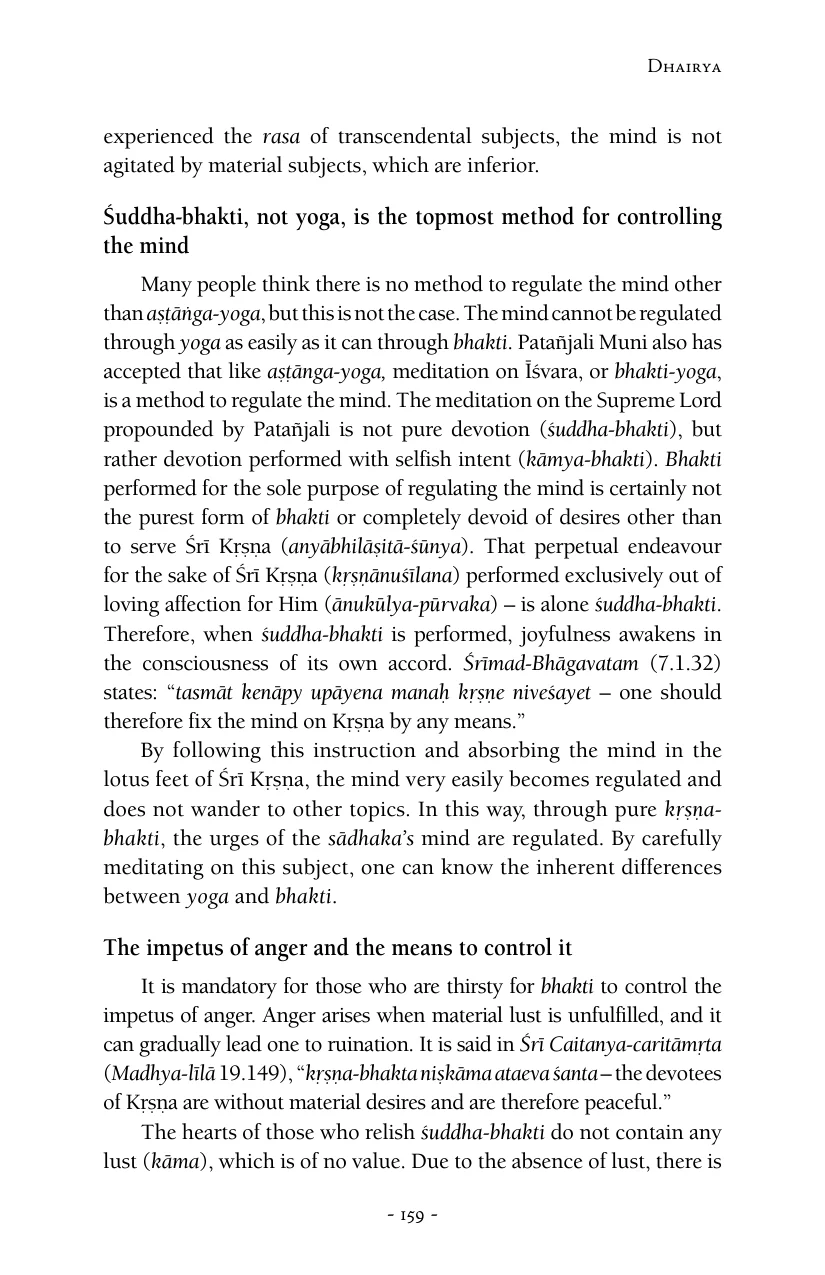 Dhairya
experienced the rasa of transcendental subjects, the mind is not
agitated by material subjects, which are inferior.
Śuddha-bhakti, not yoga, is the topmost method for controlling
the mind
Many people think there is no method to regulate the mind other
than aṣṭāṅga-yoga, but this is not the case. The mind cannot be regulated
through yoga as easily as it can through bhakti. Patañjali Muni also has
accepted that like aṣṭānga-yoga, meditation on Īśvara, or bhakti-yoga,
is a method to regulate the mind. The meditation on the Supreme Lord
propounded by Patañjali is not pure devotion (śuddha-bhakti), but
rather devotion performed with selfish intent (kāmya-bhakti). Bhakti
performed for the sole purpose of regulating the mind is certainly not
the purest form of bhakti or completely devoid of desires other than
to serve Śrī Kṛṣṇa (anyābhilāṣitā-śūnya). That perpetual endeavour
for the sake of Śrī Kṛṣṇa (kṛṣṇānuśīlana) performed exclusively out of
loving affection for Him (ānukūlya-pūrvaka) – is alone śuddha-bhakti.
Therefore, when śuddha-bhakti is performed, joyfulness awakens in
the consciousness of its own accord. Śrīmad-Bhāgavatam (7.1.32)
states: “tasmāt kenāpy upāyena manaḥ kṛṣṇe niveśayet – one should
therefore fix the mind on Kṛṣṇa by any means.”
By following this instruction and absorbing the mind in the
lotus feet of Śrī Kṛṣṇa, the mind very easily becomes regulated and
does not wander to other topics. In this way, through pure kṛṣṇa-
bhakti, the urges of the sādhaka’s mind are regulated. By carefully
meditating on this subject, one can know the inherent differences
between yoga and bhakti.
The impetus of anger and the means to control it
It is mandatory for those who are thirsty for bhakti to control the
impetus of anger. Anger arises when material lust is unfulfilled, and it
can gradually lead one to ruination. It is said in Śrī Caitanya-caritāmṛta
(Madhya-līlā 19.149), “kṛṣṇa-bhakta niṣkāma ataeva śanta – the devotees
of Kṛṣṇa are without material desires and are therefore peaceful.”
The hearts of those who relish śuddha-bhakti do not contain any
lust (kāma), which is of no value. Due to the absence of lust, there is
- 159 -